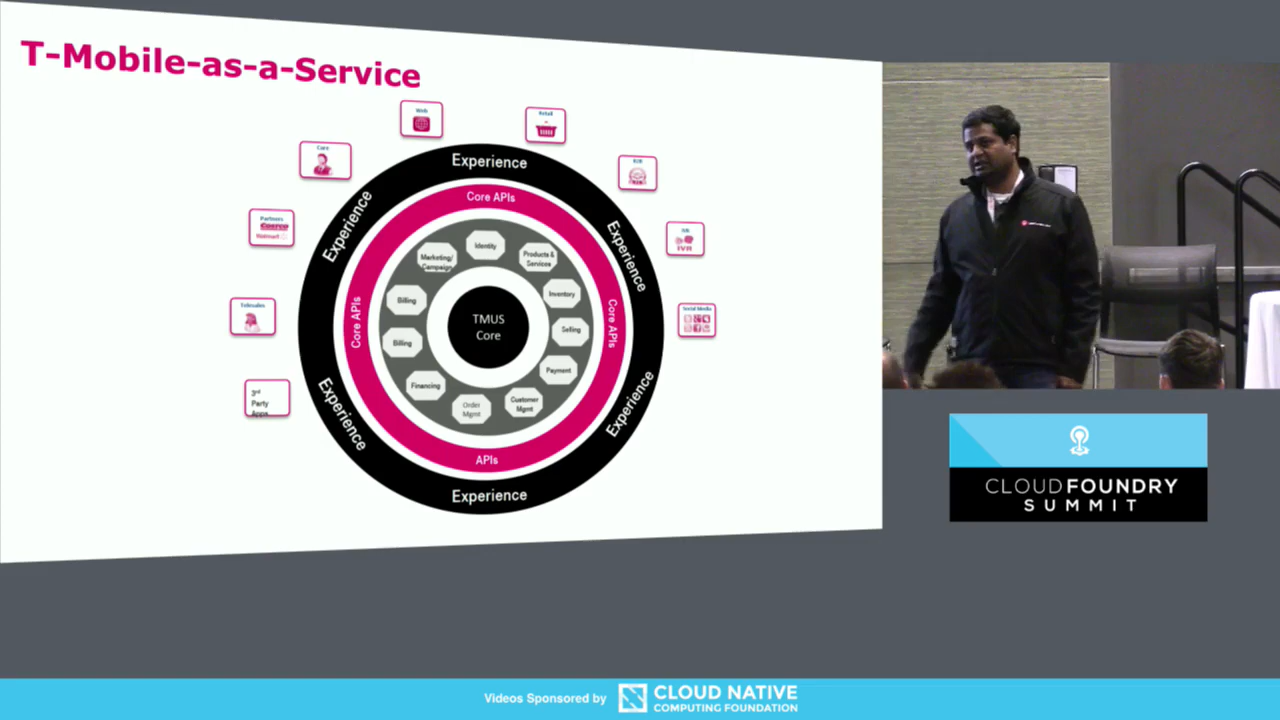 T-Mobile-as-a-Service
Web
Retail
Care
B2B
Partners
Costco
Walmart
IVR
Telesales
Social Media
3rd
Party
Apps
Experience
Experience
Experience
Experience
Experience
Experience
Core APIs
Core APIs
Core APIs
APIs
Identity
Marketing/
Campaign
Products &
Services
Billing
Inventory
Billing
Selling
Financing
Payment
Order
Mgmt
Customer
Mgmt
TMUS
Core
CLOUD FOUNDRY
SUMMIT
Videos Sponsored by
CLOUD NATIVE
COMPUTING FOUNDATION